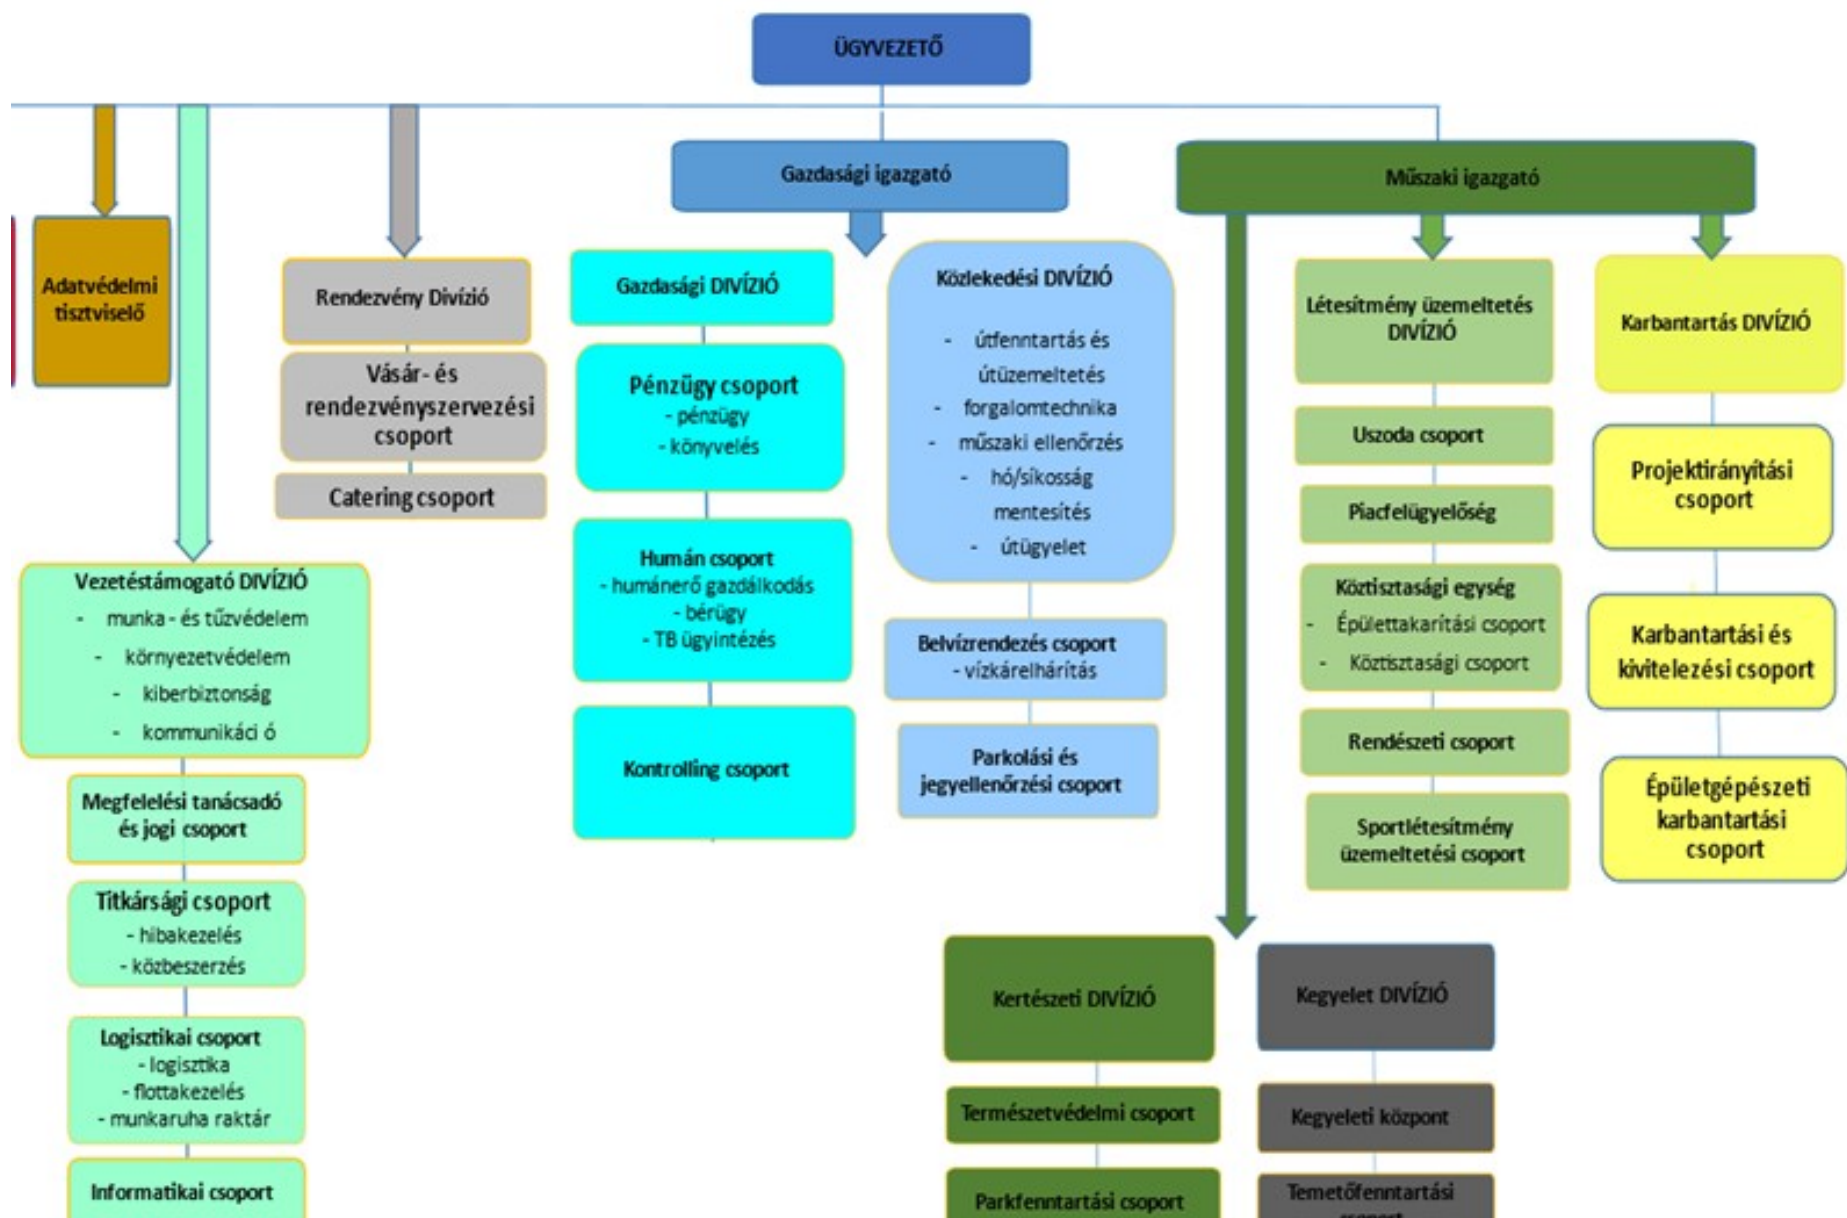 ÜGYVEZETŐ
Gazdasági igazgató
Műszaki igazgató
Adatvédelmi
tisztviselő
Rendezvény Divízió
Vásár- és
rendezvényszervezési
csoport
Catering csoport
Vezetéstámogató DIVÍZIÓ
- munka - és tűzvédelem
- környezetvédelem
- kiberbiztonság
- kommunikáci ó
Megfelelési tanácsadó
és jogi csoport
Titkársági csoport
- hibakezelés
- közbeszerzés
Logisztikai csoport
- logisztika
- flottakezelés
- munkaruha raktár
Informatikai csoport
Gazdasági DIVÍZIÓ
Pénzügy csoport
- pénzügy
- könyvelés
Humán csoport
- humánerő gazdálkodás
- bérügy
- TB ügyintézés
Kontrolling csoport
Közlekedési DIVÍZIÓ
- útfenntartás és
útüzemeltetés
- forgalomtechnika
- műszaki ellenőrzés
- hó/síkosság
mentesítés
- útügyelet
Belvízrendezés csoport
- vízkárelhárítás
Parkolási és
jegyellenőrzési csoport
Létesítmény üzemeltetés
DIVÍZIÓ
Uszoda csoport
Piacfelügyelőség
Köztisztasági egység
- Épülettakarítási csoport
- Köztisztasági csoport
Rendészeti csoport
Sportlétesítmény
üzemeltetési csoport
Karbantartás DIVÍZIÓ
Projektirányítási
csoport
Karbantartási és
kivitelezési csoport
Épületgépészeti
karbantartási
csoport
Kertészeti DIVÍZIÓ
Természetvédelmi csoport
Parkfenntartási csoport
Kegyelet DIVÍZIÓ
Kegyeleti központ
Temetőfenntartási